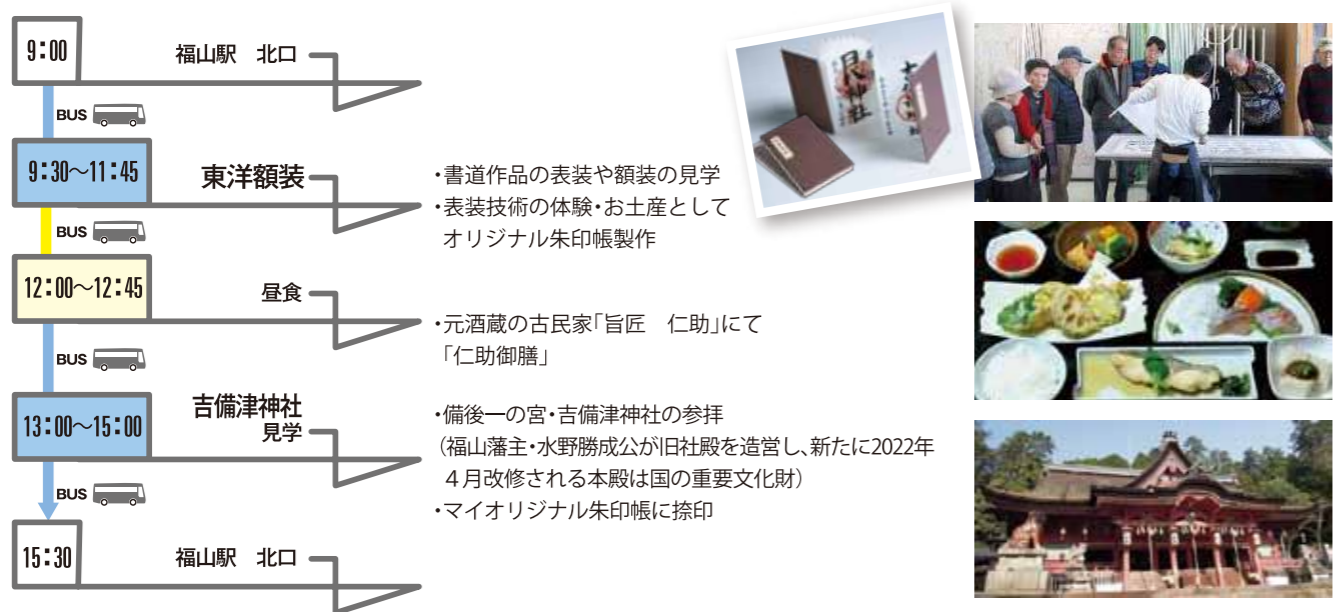 9:00
福山駅　北口
BUS
9:30～11:45
東洋額装
・書道作品の表装や額装の見学
・表装技術の体験・お土産として
オリジナル朱印帳製作
BUS
12:00～12:45
昼食
・元酒蔵の古民家「旨匠　仁助」にて
「仁助御膳」
BUS
13:00～15:00
吉備津神社
見学
・備後一の宮・吉備津神社の参拝
（福山藩主・水野勝成公が旧社殿を造営し、新たに2022年
４月改修される本殿は国の重要文化財）
・マイオリジナル朱印帳に捺印
BUS
15:30
福山駅　北口